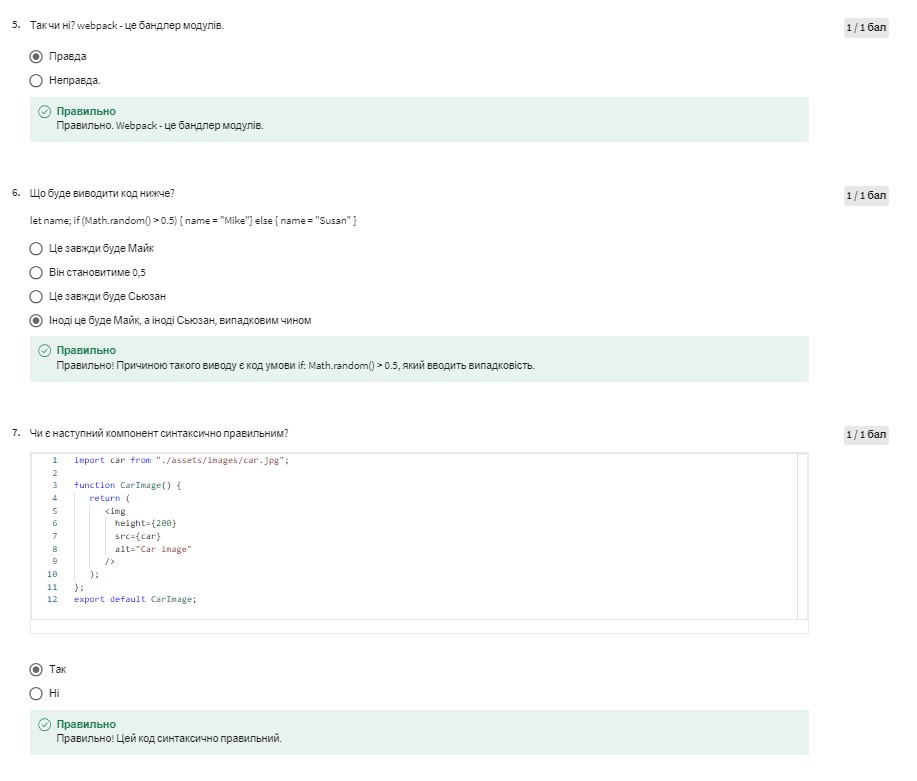 5. Так чи ні? webpack - це бандлер модулів.
1 / 1 бал
Правда
Неправда.
Правильно
Правильно. Webpack - це бандлер модулів.
6. Що буде виводити код нижче?
1 / 1 бал
let name; if (Math.random() > 0.5) { name = "Mike"} else { name = "Susan" }
Це завжди буде Майк
Він становитиме 0,5
Це завжди буде Сьюзан
Іноді це буде Майк, а іноді Сьюзан, випадковим чином
Правильно
Правильно! Причиною такого виводу є код умови if: Math.random() > 0.5, який вводить випадковість.
7. Чи є наступний компонент синтаксично правильним?
1 / 1 бал
1 import car from "./assets/images/car.jpg";
2
3 function CarImage() {
4 return (
5 <img
6 height={200}
7 src={car}
8 alt="Car image"
9 />
10 );
11 };
12 export default CarImage;
Так
Ні
Правильно
Правильно! Цей код синтаксично правильний.